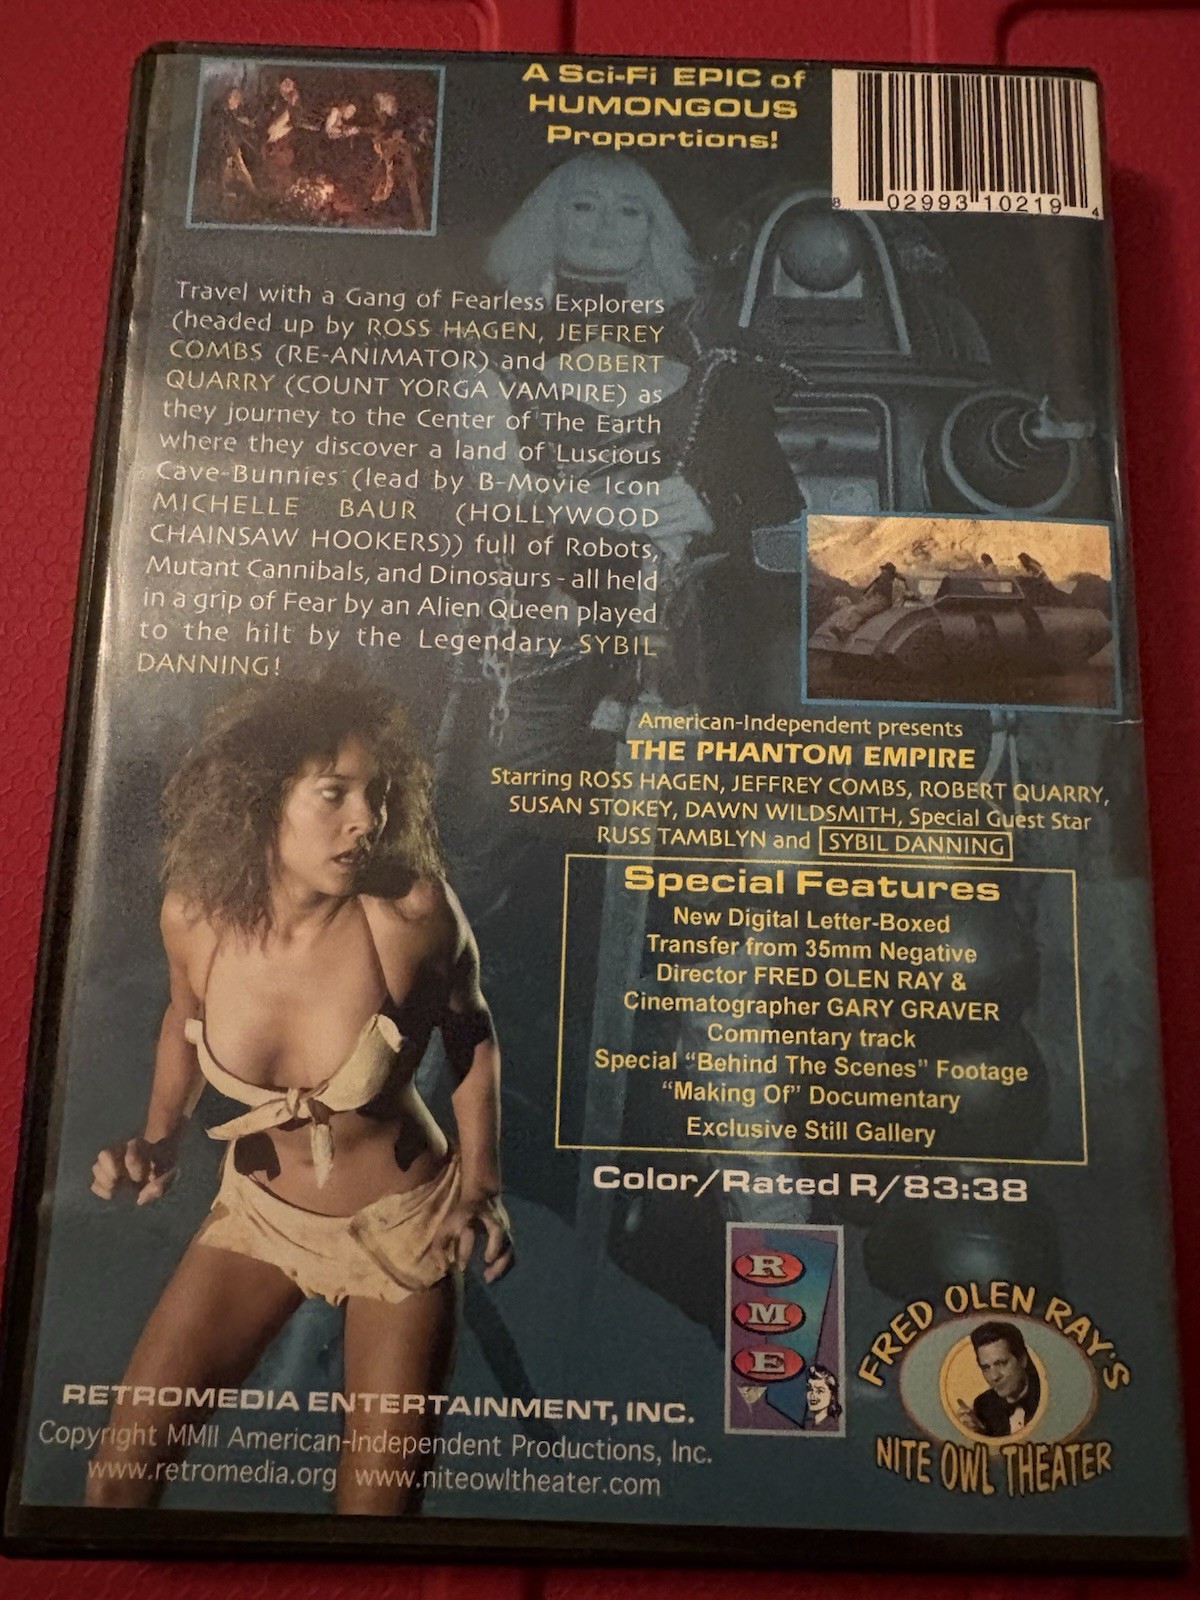 A Sci-Fi EPIC of
HUMONGOUS
Proportions!
8 02993 10219 4
Travel with a Gang of Fearless Explorers
(headed up by ROSS HAGEN, JEFFREY
COMBS (RE-ANIMATOR) and ROBERT
QUARRY (COUNT YORGA VAMPIRE) as
they journey to the Center of The Earth
where they discover a land of Luscious
Cave-Bunnies (lead by B-Movie Icon
MICHELLE BAUR (HOLLYWOOD
CHAINSAW HOOKERS)) full of Robots,
Mutant Cannibals, and Dinosaurs - all held
in a grip of Fear by an Alien Queen played
to the hilt by the Legendary SYBIL
DANNING!
American-Independent presents
THE PHANTOM EMPIRE
Starring ROSS HAGEN, JEFFREY COMBS, ROBERT QUARRY,
SUSAN STOKEY, DAWN WILDSMITH, Special Guest Star
RUSS TAMBLYN and SYBIL DANNING
Special Features
New Digital Letter-Boxed
Transfer from 35mm Negative
Director FRED OLEN RAY &
Cinematographer GARY GRAVER
Commentary track
Special “Behind The Scenes” Footage
“Making Of” Documentary
Exclusive Still Gallery
Color/Rated R/83:38
R
M
E
FRED OLEN RAY'S
NITE OWL THEATER
RETROMEDIA ENTERTAINMENT, INC.
Copyright MMII American-Independent Productions, Inc.
www.retromedia.org www.niteowltheater.com